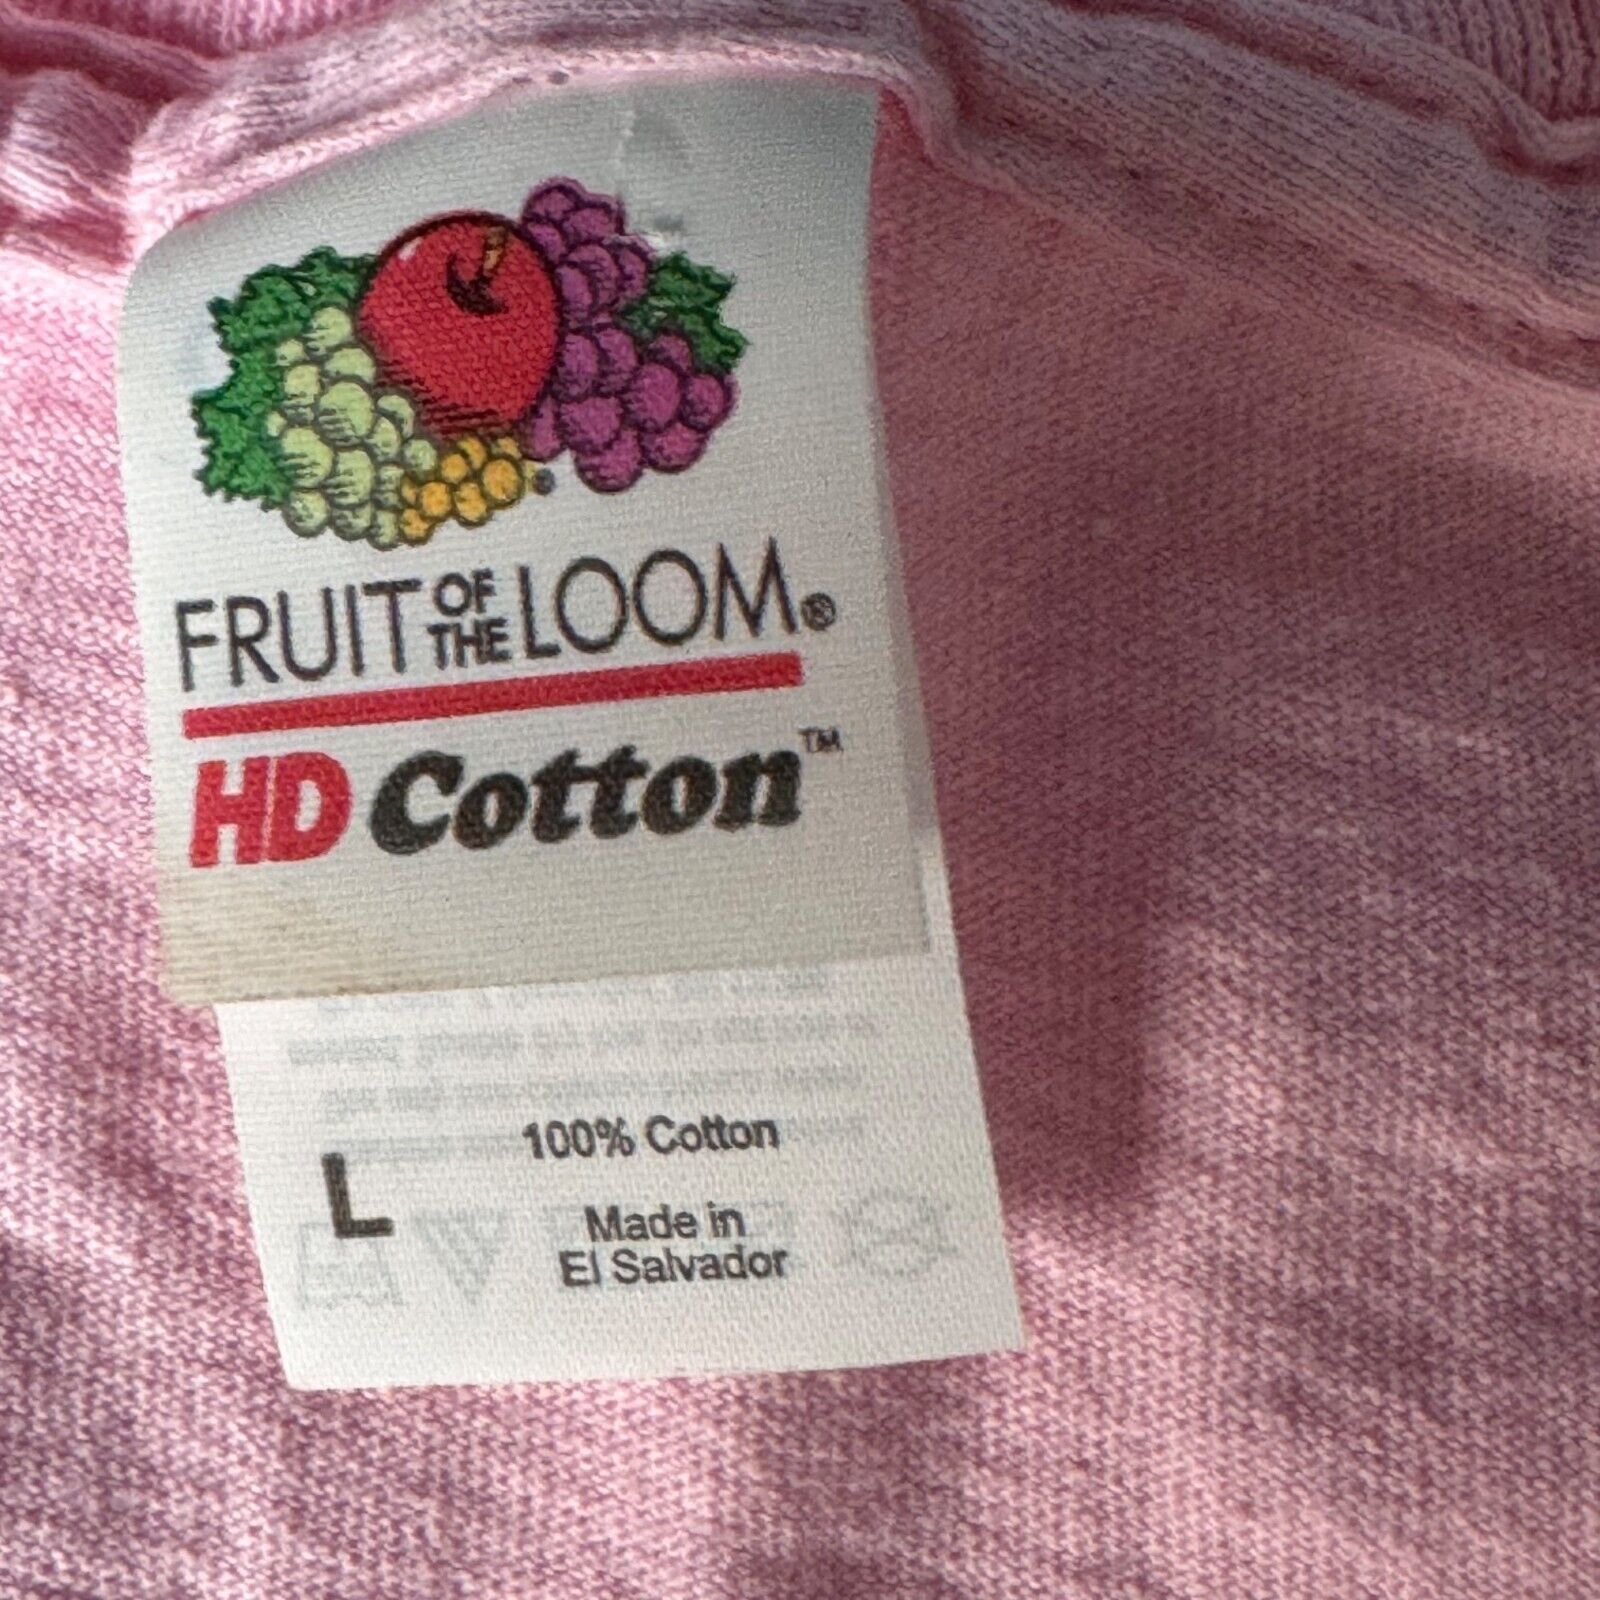 FRUIT OF THE LOOM®
HD Cotton™
100% Cotton
L
Made in
El Salvador